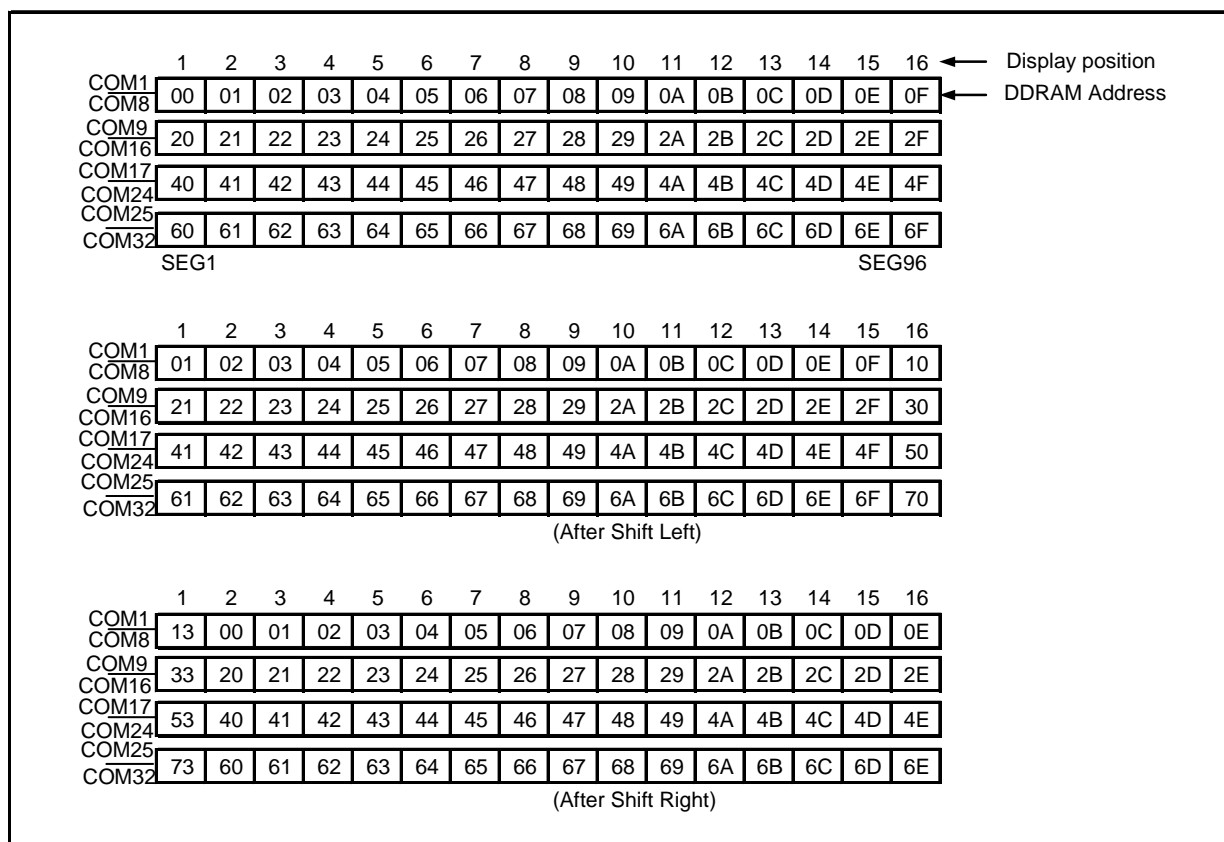 1 2 3 4 5 6 7 8 9 10 11 12 13 14 15 16 Display position
COM1
COM8 00 01 02 03 04 05 06 07 08 09 0A 0B 0C 0D 0E 0F DDRAM Address
COM9
COM16 20 21 22 23 24 25 26 27 28 29 2A 2B 2C 2D 2E 2F
COM17
COM24 40 41 42 43 44 45 46 47 48 49 4A 4B 4C 4D 4E 4F
COM25
COM32 60 61 62 63 64 65 66 67 68 69 6A 6B 6C 6D 6E 6F
SEG1 SEG96
1 2 3 4 5 6 7 8 9 10 11 12 13 14 15 16
COM1
COM8 01 02 03 04 05 06 07 08 09 0A 0B 0C 0D 0E 0F 10
COM9
COM16 21 22 23 24 25 26 27 28 29 2A 2B 2C 2D 2E 2F 30
COM17
COM24 41 42 43 44 45 46 47 48 49 4A 4B 4C 4D 4E 4F 50
COM25
COM32 61 62 63 64 65 66 67 68 69 6A 6B 6C 6D 6E 6F 70
(After Shift Left)
1 2 3 4 5 6 7 8 9 10 11 12 13 14 15 16
COM1
COM8 13 00 01 02 03 04 05 06 07 08 09 0A 0B 0C 0D 0E
COM9
COM16 33 20 21 22 23 24 25 26 27 28 29 2A 2B 2C 2D 2E
COM17
COM24 53 40 41 42 43 44 45 46 47 48 49 4A 4B 4C 4D 4E
COM25
COM32 73 60 61 62 63 64 65 66 67 68 69 6A 6B 6C 6D 6E
(After Shift Right)